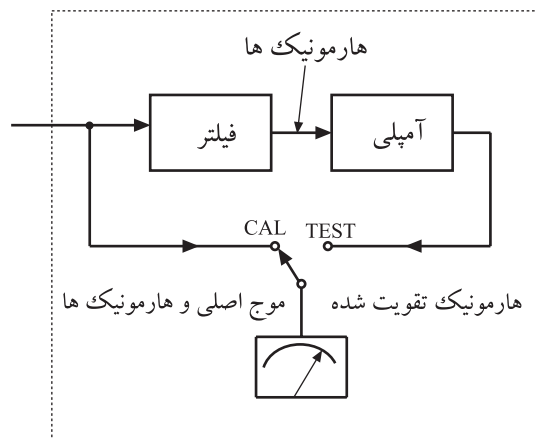 هارمونیک ها
فیلتر
آمپلی
CAL TEST
موج اصلی و هارمونیک ها
هارمونیک تقویت شده